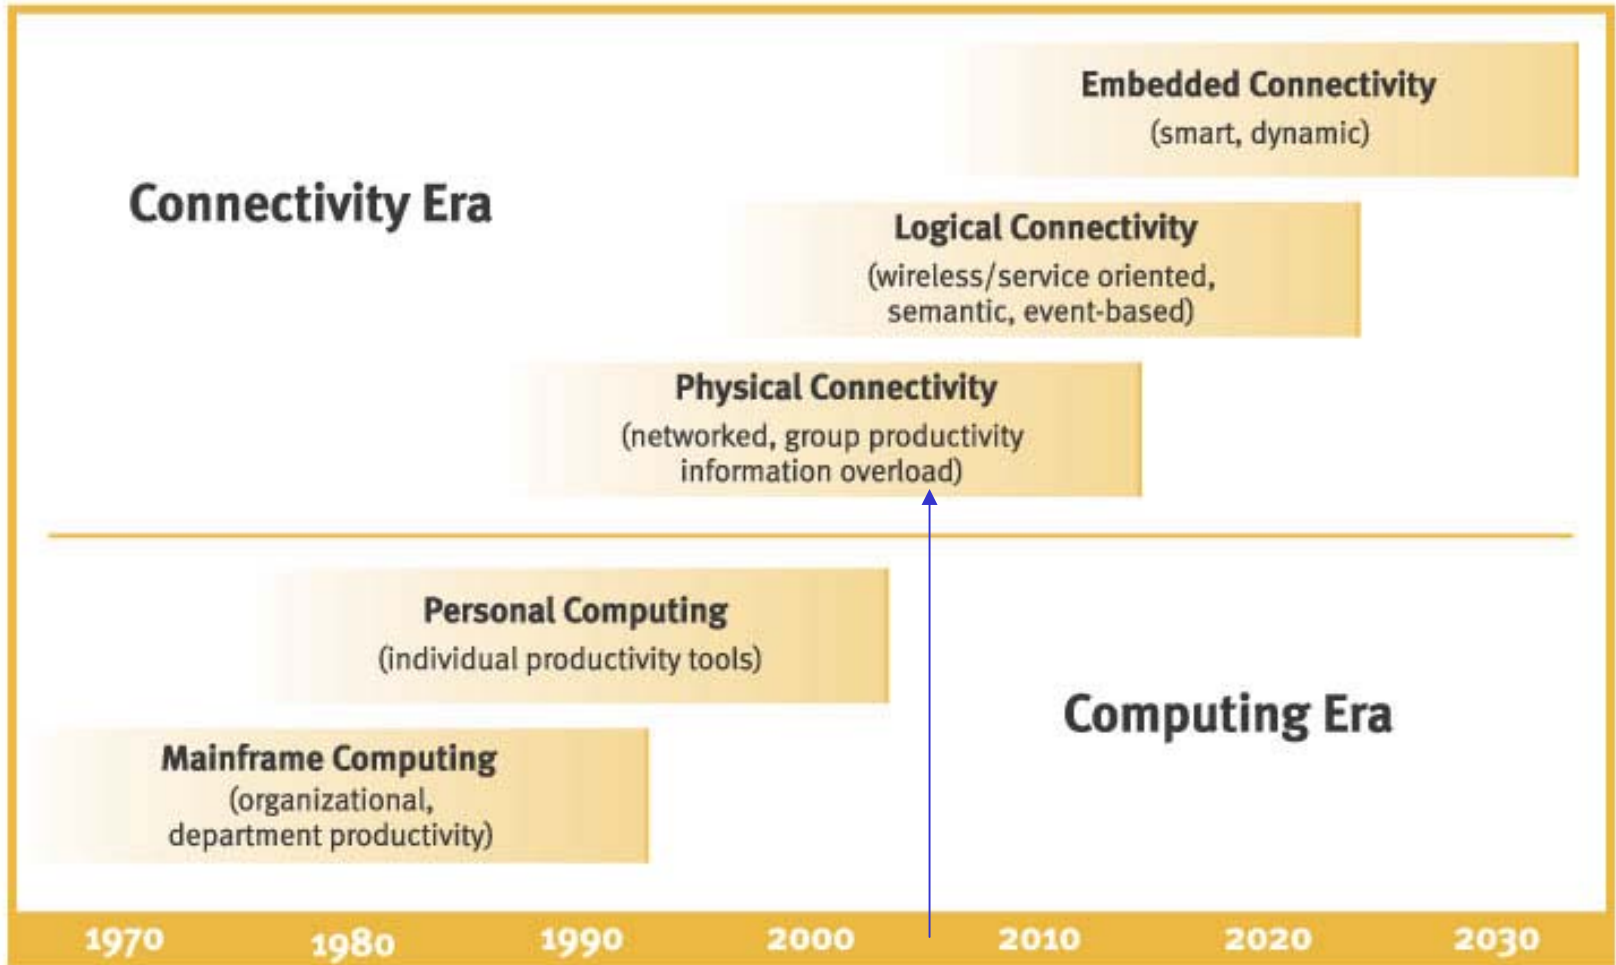 Embedded Connectivity
(smart, dynamic)
Connectivity Era
Logical Connectivity
(wireless/service oriented,
semantic, event-based)
Physical Connectivity
(networked, group productivity
information overload)
Personal Computing
(individual productivity tools)
Computing Era
Mainframe Computing
(organizational,
department productivity)
1970 1980 1990 2000 2010 2020 2030